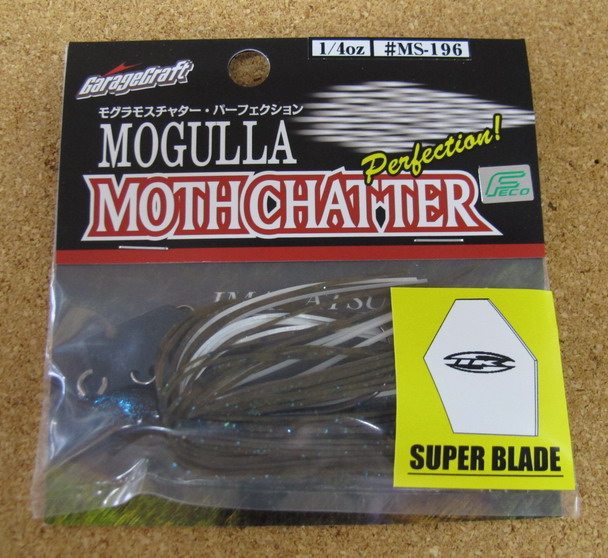 1/4oz
#MS-196
GarageCraft
モグラモスチャター・パーフェクション
MOGULLA
Perfection!
MOTH CHATTER
FECO
SUPER BLADE